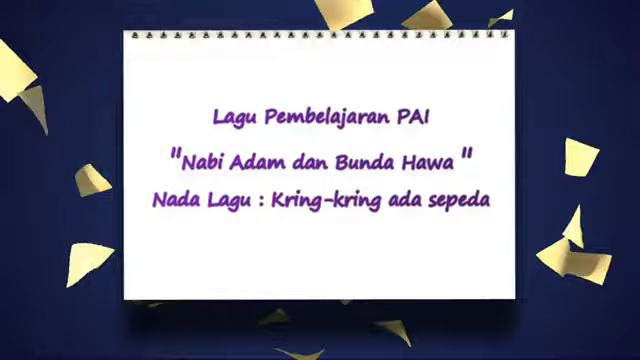 Lagu Pembelajaran PAI
"Nabi Adam dan Bunda Hawa"
Nada Lagu : Kring-kring ada sepeda